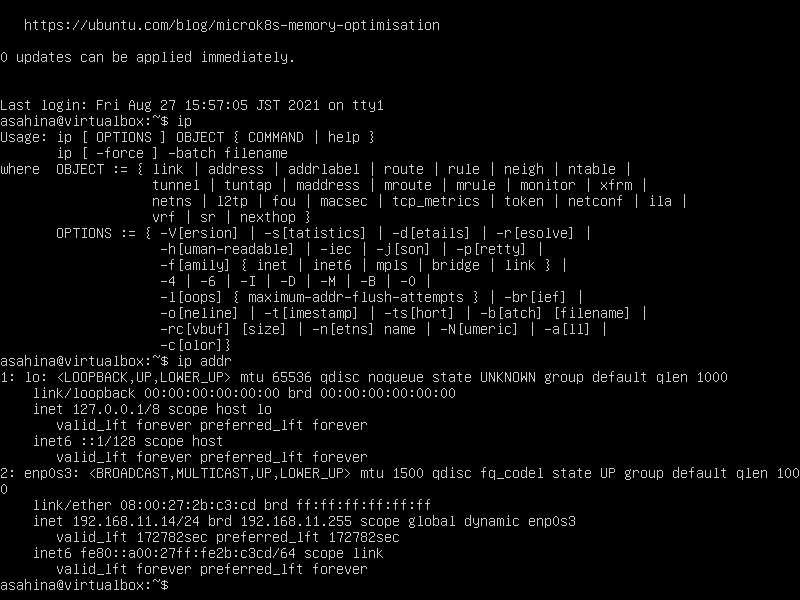 https://ubuntu.com/blog/microk8s-memory-optimisation
0 updates can be applied immediately.
Last login: Fri Aug 27 15:57:05 JST 2021 on tty1
asahina@virtualbox:~$ ip
Usage: ip [ OPTIONS ] OBJECT { COMMAND | help }
       ip [ -force ] -batch filename
where  OBJECT := { link | address | addrlabel | route | rule | neigh | ntable |
                   tunnel | tuntap | maddress | mroute | mrule | monitor | xfrm |
                   netns | l2tp | fou | macsec | tcp_metrics | token | netconf | ila |
                   vrf | sr | nexthop }
       OPTIONS := { -V[ersion] | -s[tatistics] | -d[etails] | -r[esolve] |
                    -h[uman-readable] | -iec | -j[son] | -p[retty] |
                    -f[amily] { inet | inet6 | mpls | bridge | link } |
                    -4 | -6 | -I | -D | -M | -B | -0 |
                    -l[oops] { maximum-addr-flush-attempts } | -br[ief] |
                    -o[neline] | -t[imestamp] | -ts[hort] | -b[atch] [filename] |
                    -rc[vbuf] [size] | -n[etns] name | -N[umeric] | -a[ll] |
                    -c[olor]}
asahina@virtualbox:~$ ip addr
1: lo: <LOOPBACK,UP,LOWER_UP> mtu 65536 qdisc noqueue state UNKNOWN group default qlen 1000
    link/loopback 00:00:00:00:00:00 brd 00:00:00:00:00:00
    inet 127.0.0.1/8 scope host lo
       valid_lft forever preferred_lft forever
    inet6 ::1/128 scope host
       valid_lft forever preferred_lft forever
2: enp0s3: <BROADCAST,MULTICAST,UP,LOWER_UP> mtu 1500 qdisc fq_codel state UP group default qlen 100
0
    link/ether 08:00:27:2b:c3:cd brd ff:ff:ff:ff:ff:ff
    inet 192.168.11.14/24 brd 192.168.11.255 scope global dynamic enp0s3
       valid_lft 172782sec preferred_lft 172782sec
    inet6 fe80::a00:27ff:fe2b:c3cd/64 scope link
       valid_lft forever preferred_lft forever
asahina@virtualbox:~$